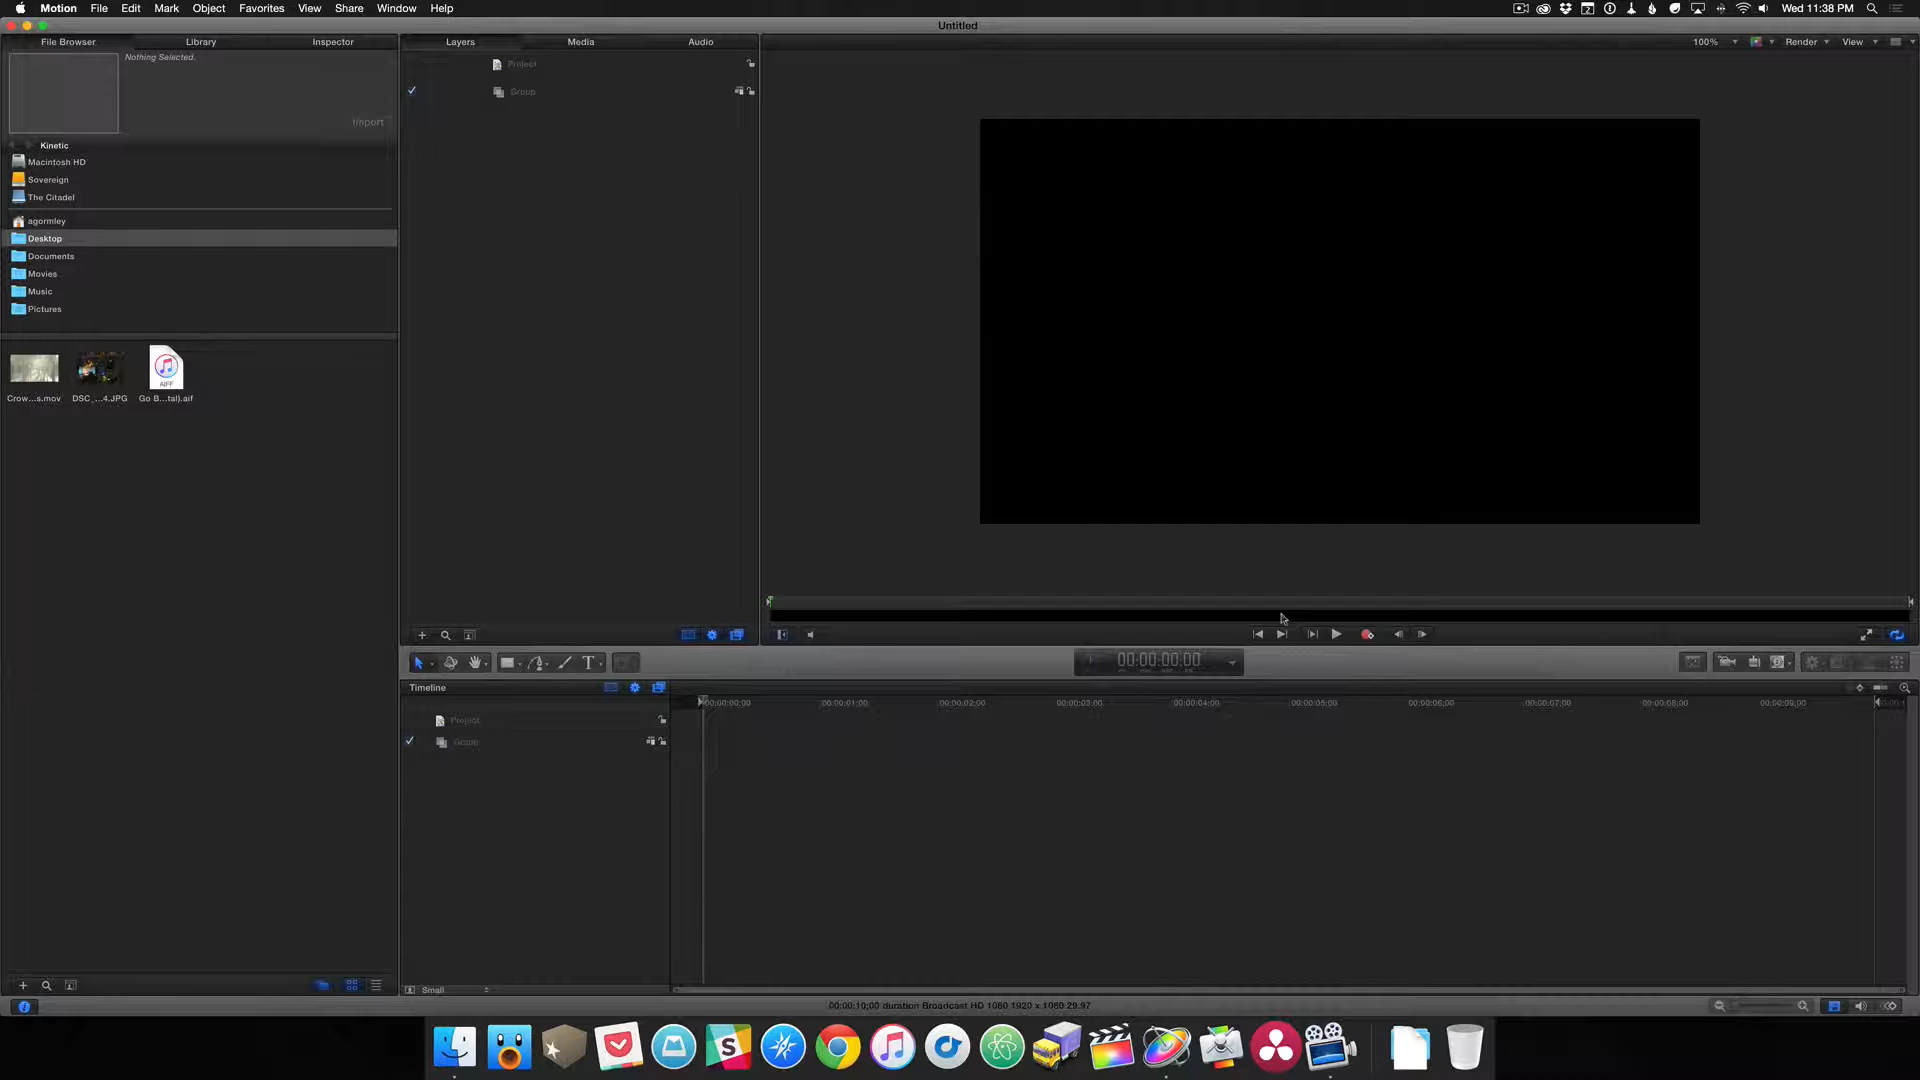 Motion File Edit Mark Object Favorites View Share Window Help
Wed 11:38 PM
Untitled
File Browser Library Inspector
Layers Media Audio
100% Render View
Nothing Selected.
Import
Project
Group
Kinetic
Macintosh HD
Sovereign
The Citadel
agormley
Desktop
Documents
Movies
Music
Pictures
AIFF
Crow...s.mov DSC_...4.JPG Go B...tal).aif
T
00:00:00:00
Timeline
00:00:00;00 00:00:01;00 00:00:02;00 00:00:03;00 00:00:04;00 00:00:05;00 00:00:06;00 00:00:07;00 00:00:08;00 00:00:09;00
Project
Group
Small
00:00:10;00 duration Broadcast HD 1080 1920 x 1080 29.97